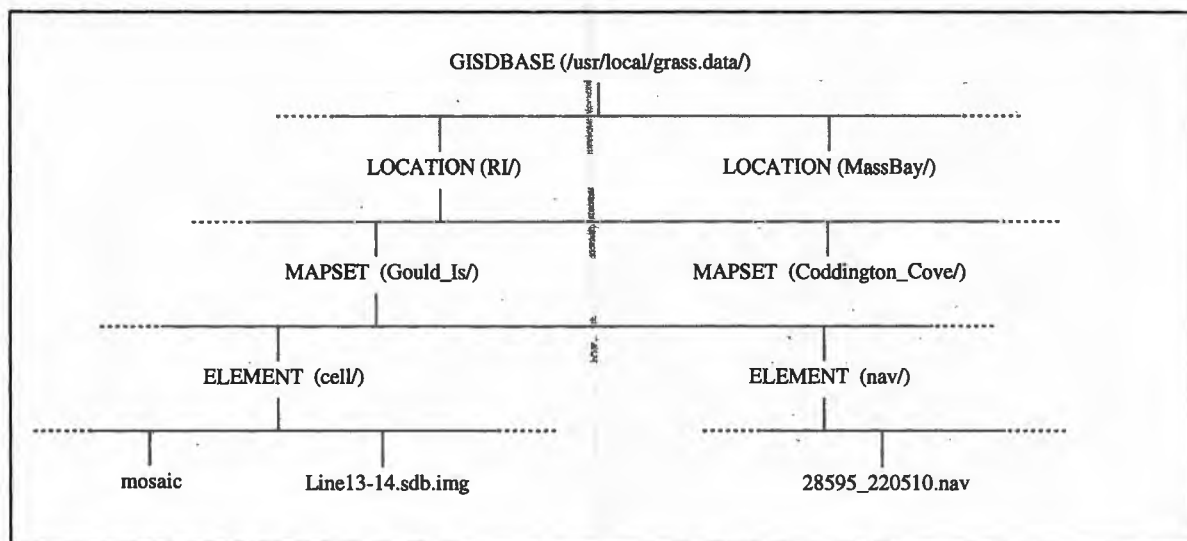 GISDBASE (/usr/local/grass.data/)
LOCATION (RI/)
LOCATION (MassBay/)
MAPSET (Gould_Is/)
MAPSET (Coddington_Cove/)
ELEMENT (cell/)
ELEMENT (nav/)
mosaic
Line13-14.sdb.img
28595_220510.nav